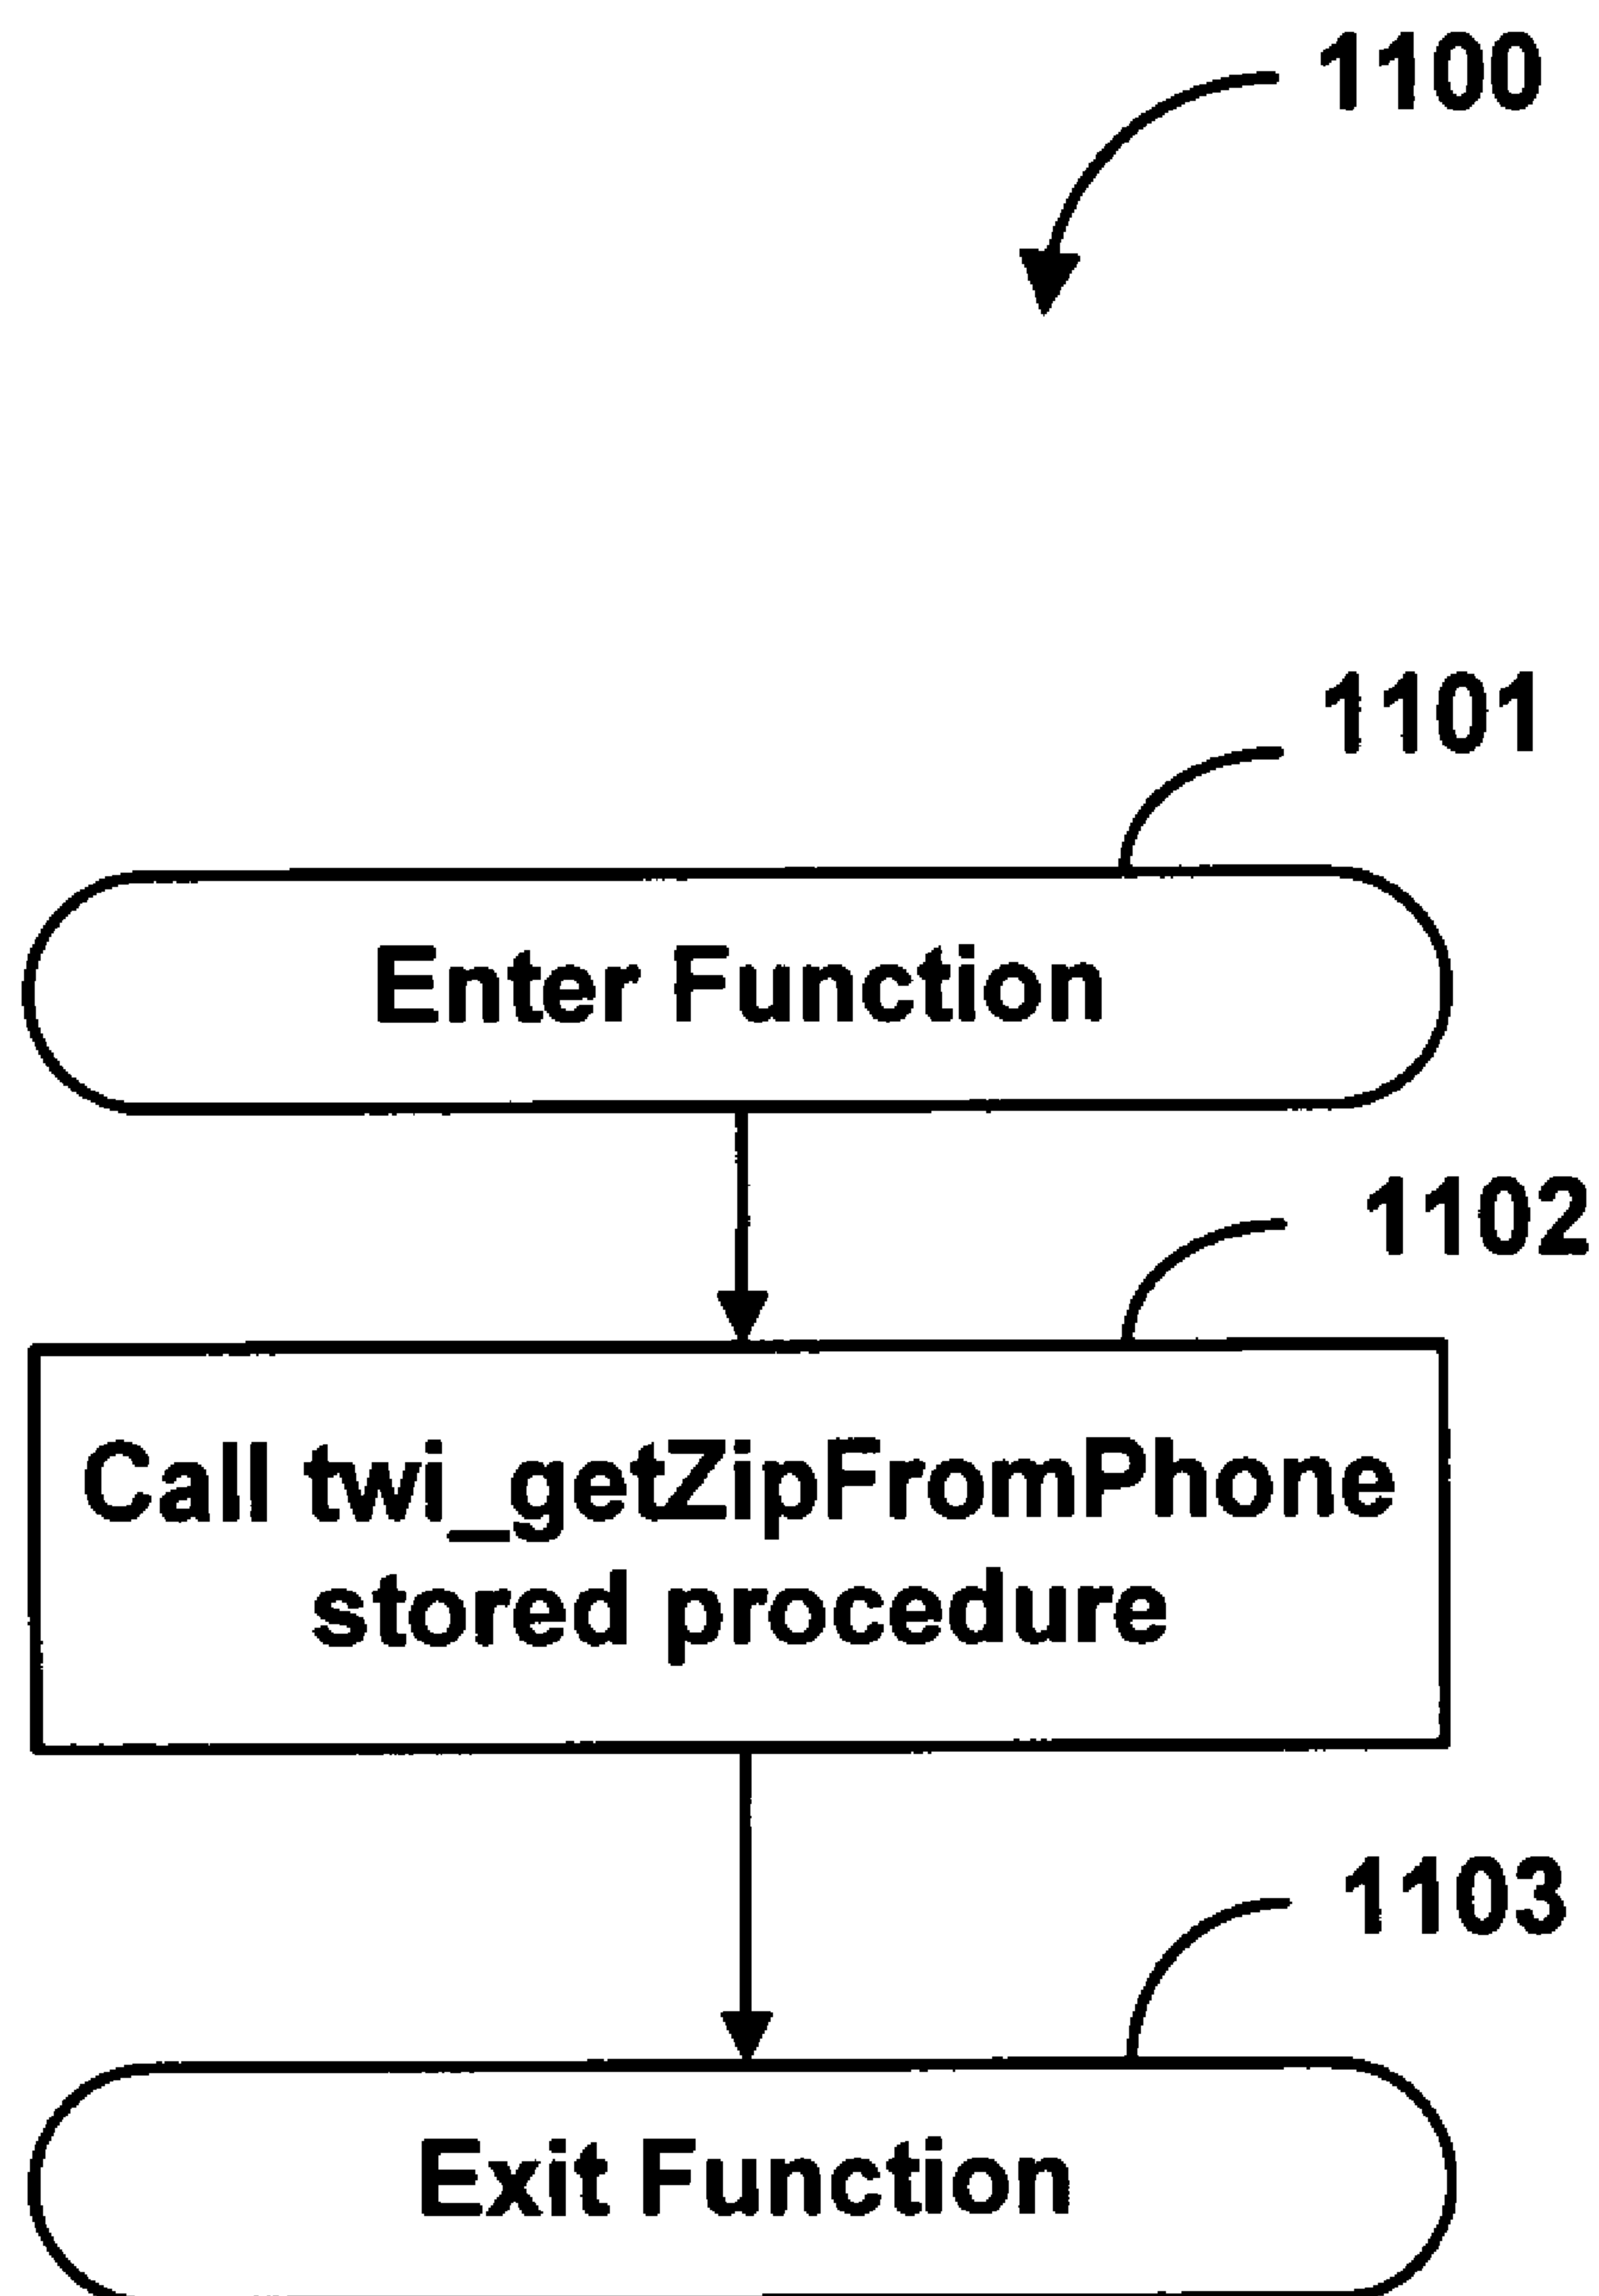 1100
1101
Enter Function
1102
Call twi_getZipFromPhone
stored procedure
1103
Exit Function